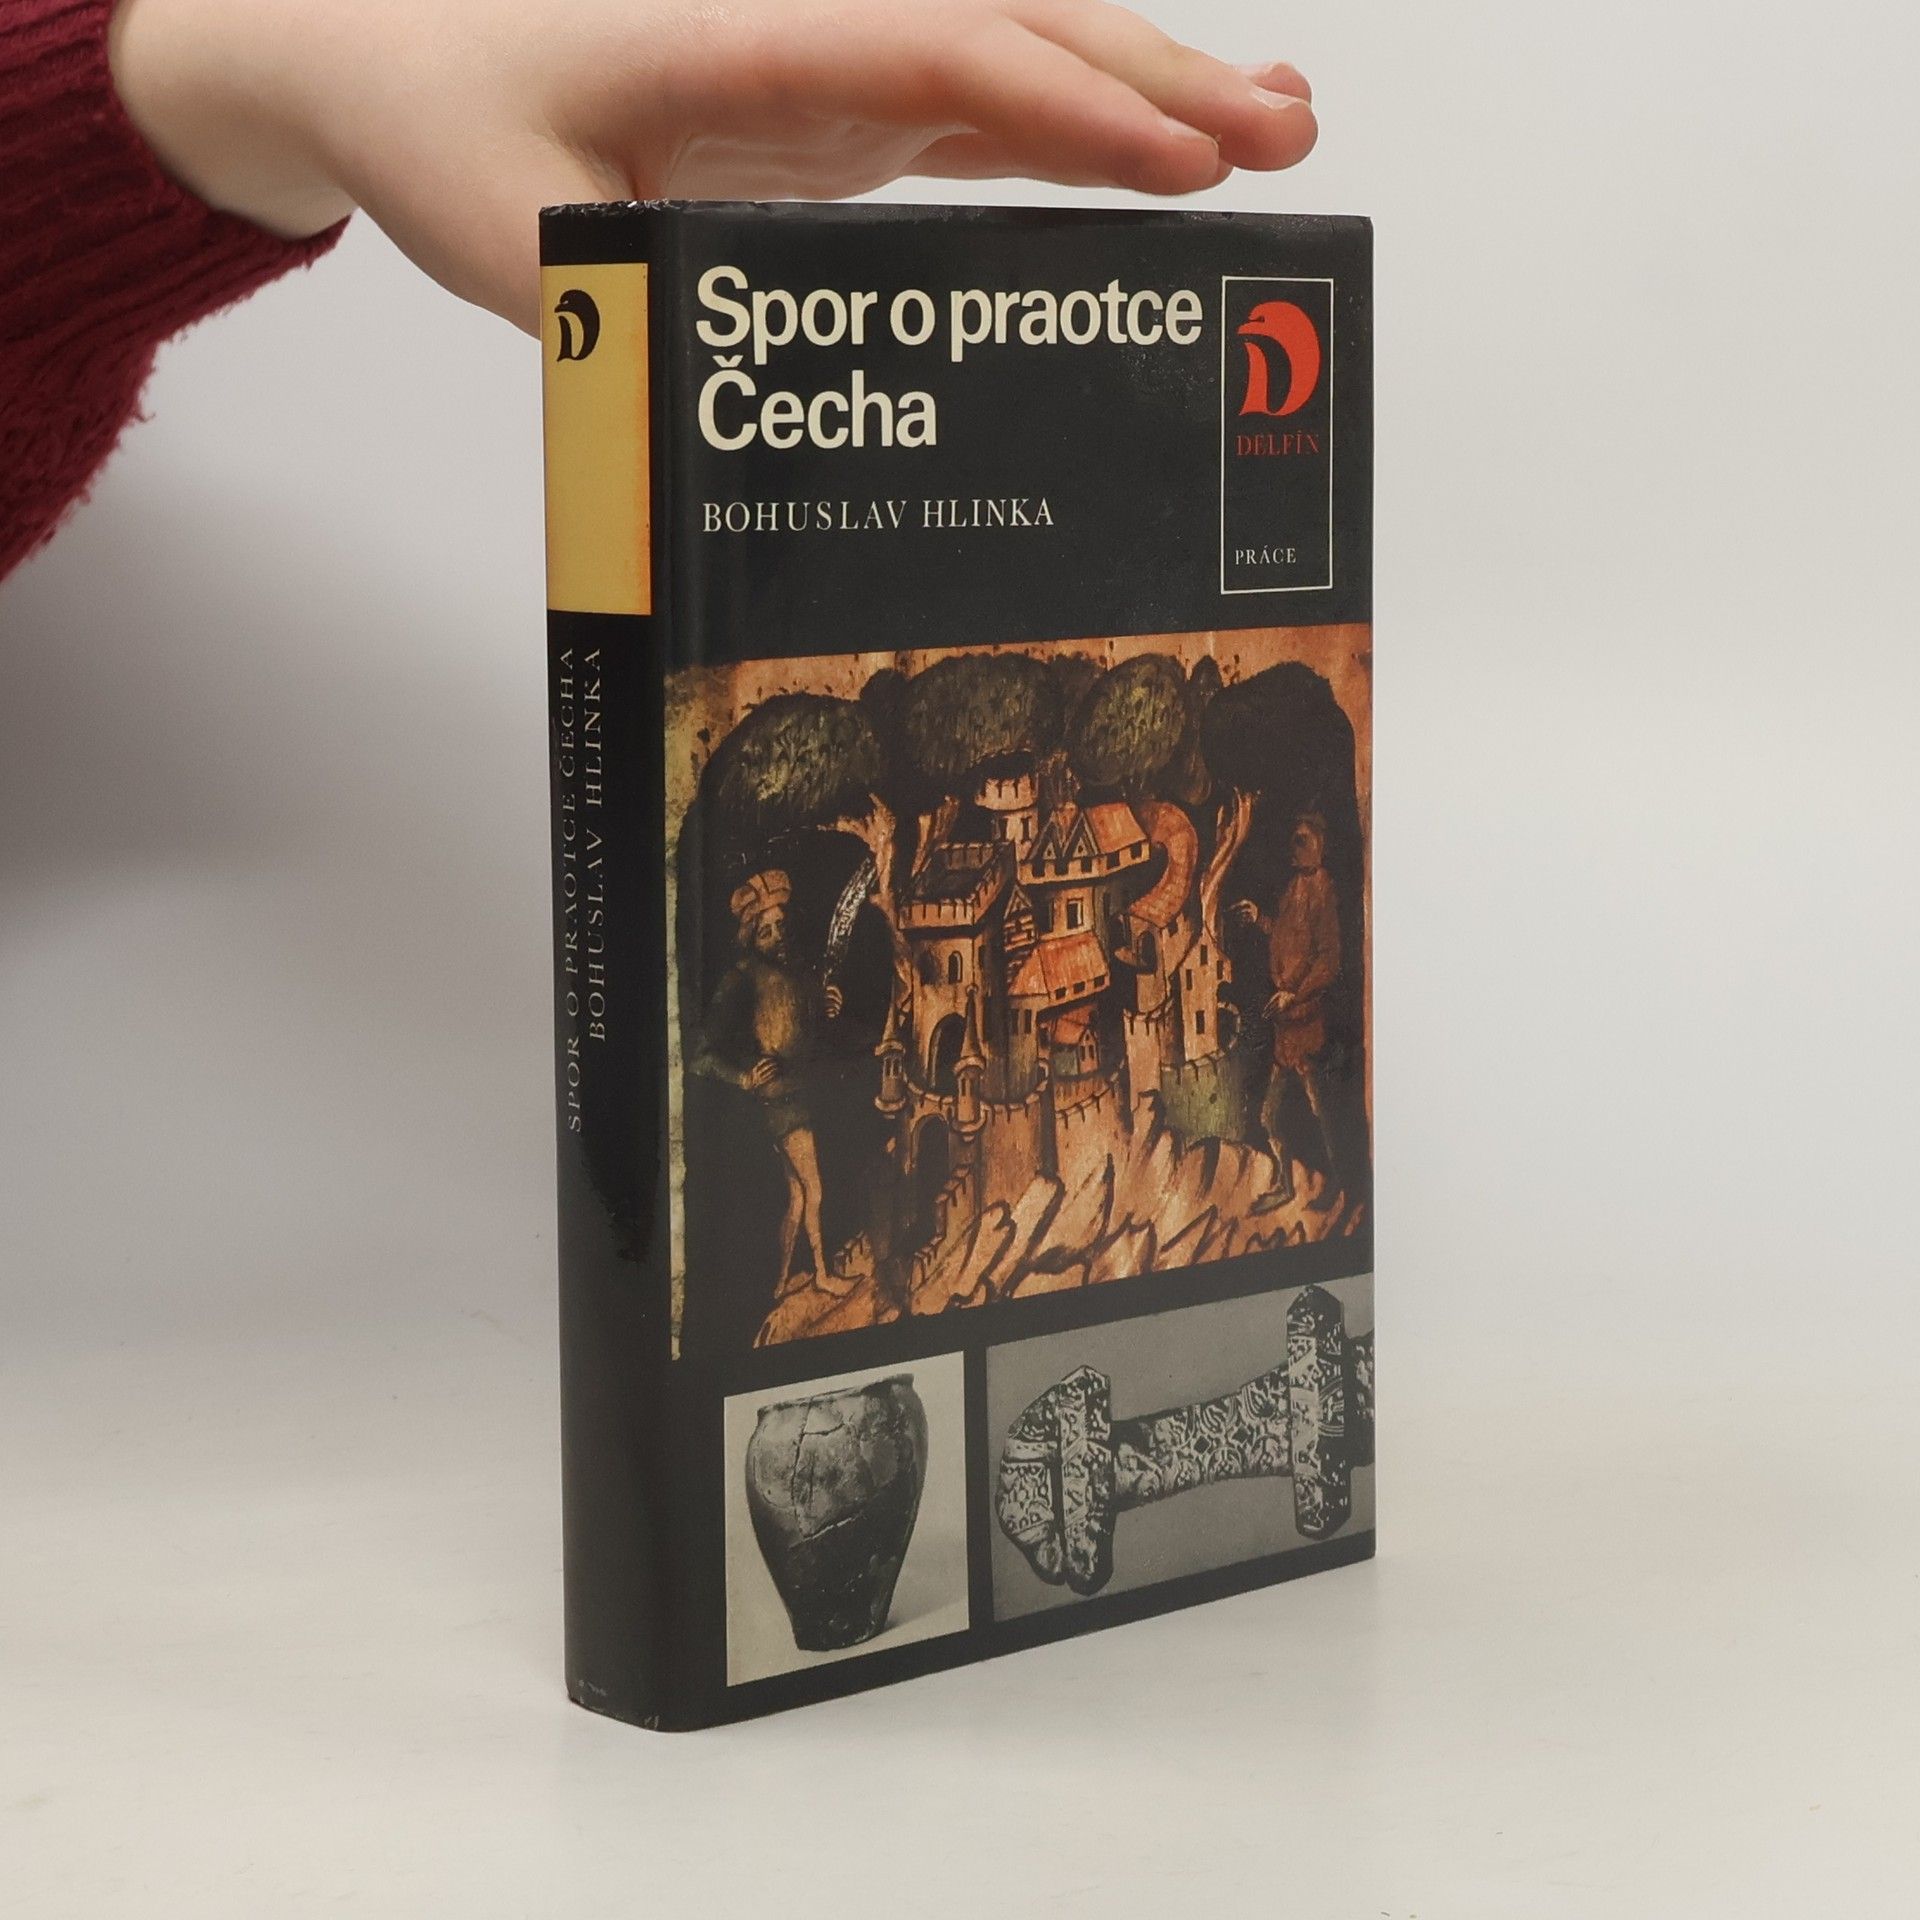 Spor o praotce
Čecha
BOHUSLAV HLINKA
DELFÍN
PRÁCE
SPOR O PRAOTCE ČECHA
BOHUSLAV HLINKA